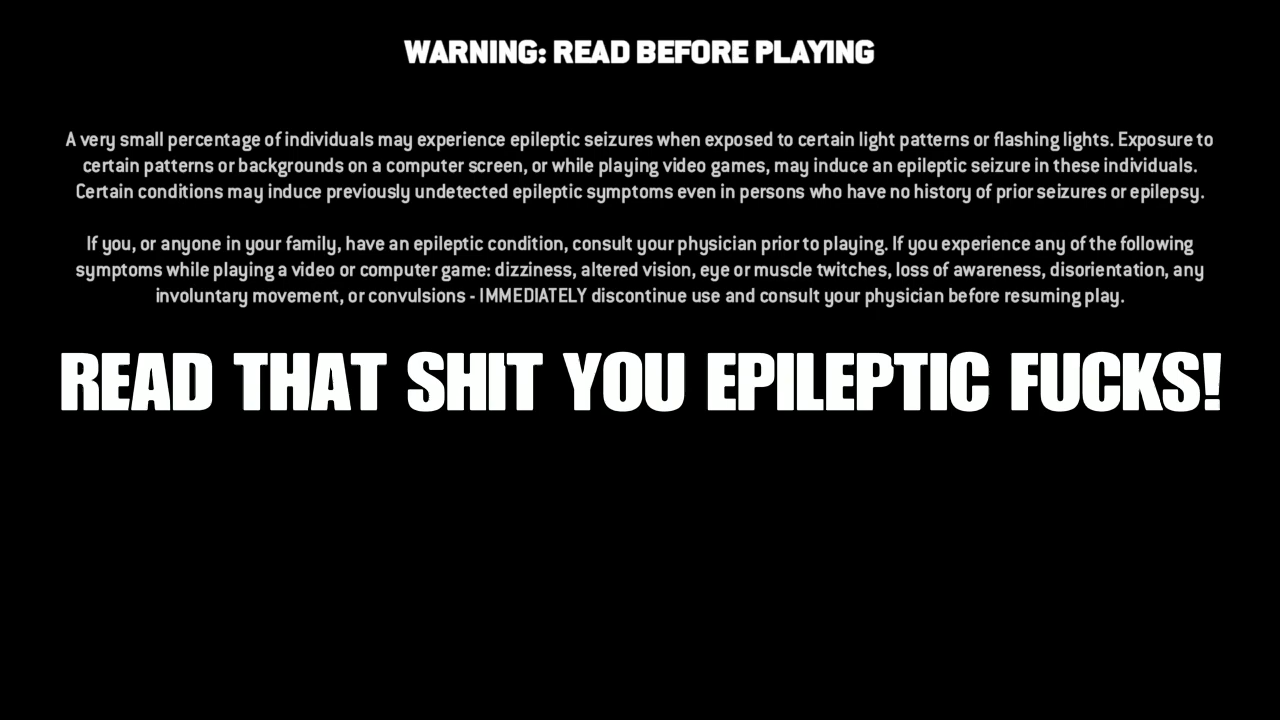 WARNING: READ BEFORE PLAYING
A very small percentage of individuals may experience epileptic seizures when exposed to certain light patterns or flashing lights. Exposure to
certain patterns or backgrounds on a computer screen, or while playing video games, may induce an epileptic seizure in these individuals.
Certain conditions may induce previously undetected epileptic symptoms even in persons who have no history of prior seizures or epilepsy.
If you, or anyone in your family, have an epileptic condition, consult your physician prior to playing. If you experience any of the following
symptoms while playing a video or computer game: dizziness, altered vision, eye or muscle twitches, loss of awareness, disorientation, any
involuntary movement, or convulsions - IMMEDIATELY discontinue use and consult your physician before resuming play.
READ THAT SHIT YOU EPILEPTIC FUCKS!